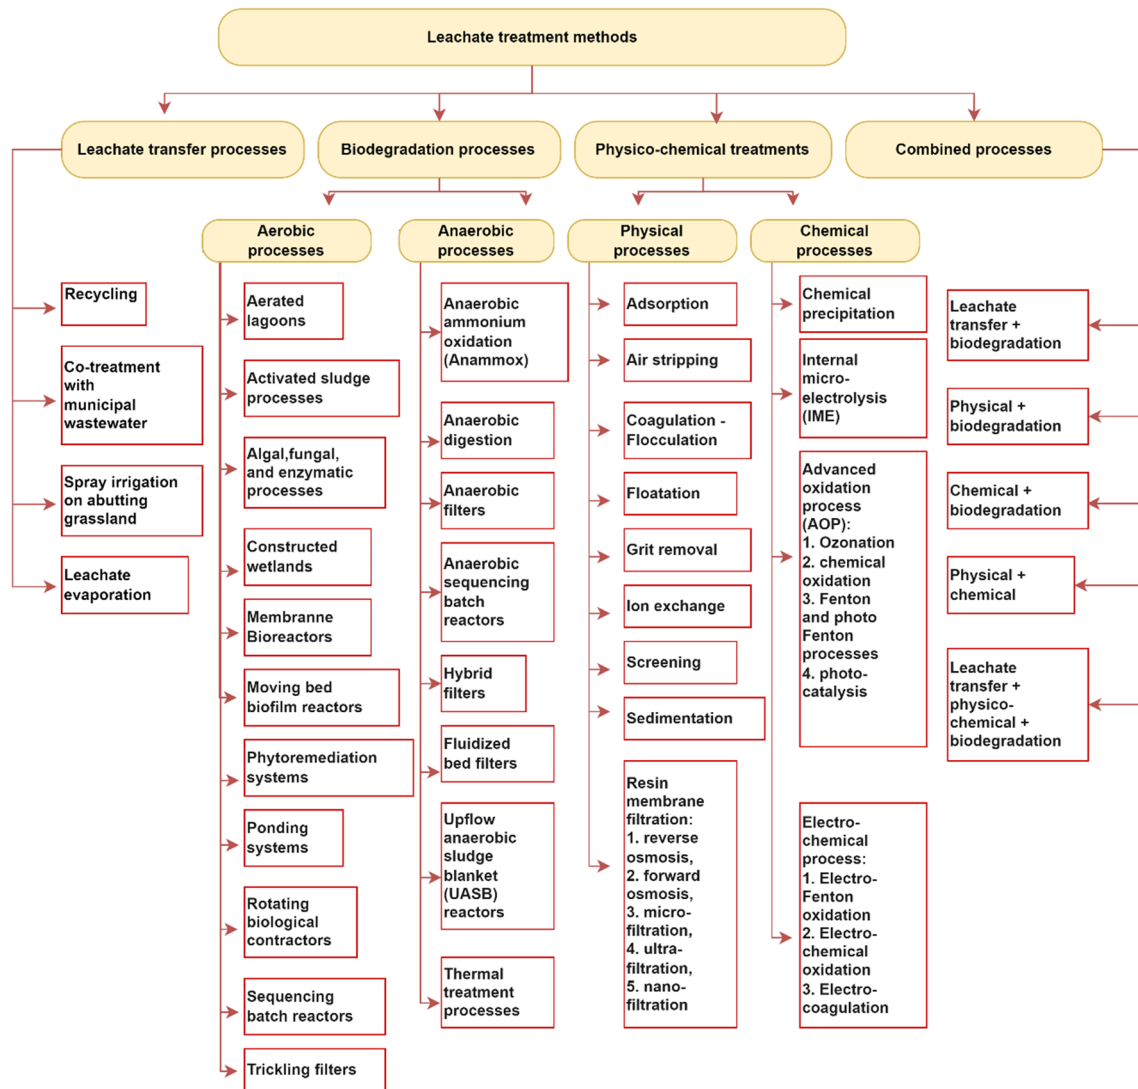 Leachate treatment methods
Leachate transfer processes
Biodegradation processes
Physico-chemical treatments
Combined processes
Aerobic
processes
Anaerobic
processes
Physical
processes
Chemical
processes
Recycling
Co-treatment
with
municipal
wastewater
Spray irrigation
on abutting
grassland
Leachate
evaporation
Aerated
lagoons
Activated sludge
processes
Algal,fungal,
and enzymatic
processes
Constructed
wetlands
Membranne
Bioreactors
Moving bed
biofilm reactors
Phytoremediation
systems
Ponding
systems
Rotating
biological
contractors
Sequencing
batch reactors
Trickling filters
Anaerobic
ammonium
oxidation
(Anammox)
Anaerobic
digestion
Anaerobic
filters
Anaerobic
sequencing
batch
reactors
Hybrid
filters
Fluidized
bed filters
Upflow
anaerobic
sludge
blanket
(UASB)
reactors
Thermal
treatment
processes
Adsorption
Air stripping
Coagulation -
Flocculation
Floatation
Grit removal
Ion exchange
Screening
Sedimentation
Resin
membrane
filtration:
1. reverse
osmosis,
2. forward
osmosis,
3. micro-
filtration,
4. ultra-
filtration,
5. nano-
filtration
Chemical
precipitation
Internal
micro-
electrolysis
(IME)
Advanced
oxidation
process
(AOP):
1. Ozonation
2. chemical
oxidation
3. Fenton
and photo
Fenton
processes
4. photo-
catalysis
Electro-
chemical
process:
1. Electro-
Fenton
oxidation
2. Electro-
chemical
oxidation
3. Electro-
coagulation
Leachate
transfer +
biodegradation
Physical +
biodegradation
Chemical +
biodegradation
Physical +
chemical
Leachate
transfer +
physico-
chemical +
biodegradation